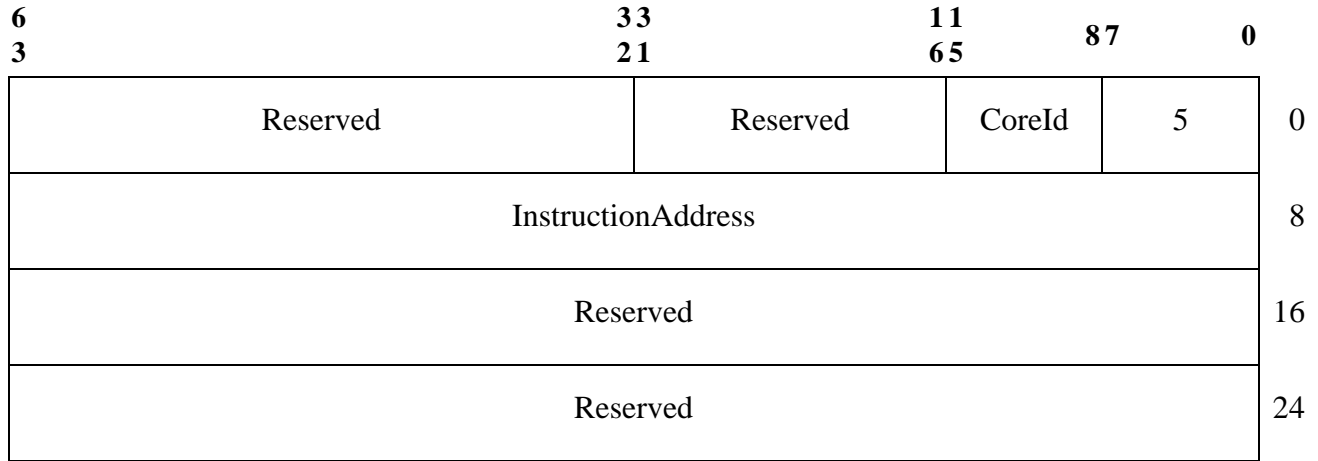 6 3 3 1 1 8 7 0
3 2 1 6 5
Reserved Reserved CoreId 5 0
InstructionAddress 8
Reserved 16
Reserved 24